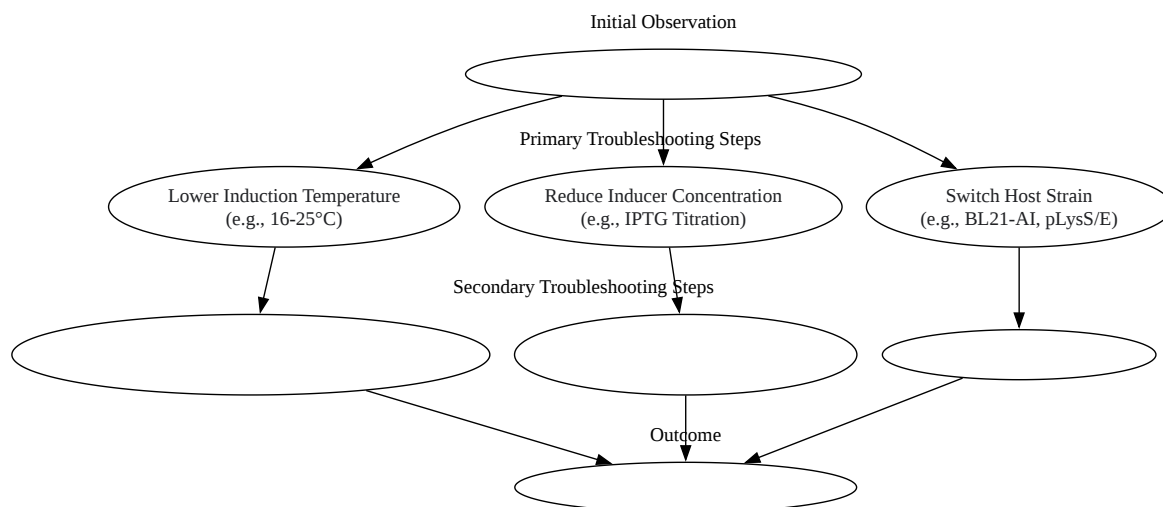 Initial Observation
Primary Troubleshooting Steps
Lower Induction Temperature
(e.g., 16-25°C)
Reduce Inducer Concentration
(e.g., IPTG Titration)
Switch Host Strain
(e.g., BL21-AI, pLysS/E)
Secondary Troubleshooting Steps
Outcome